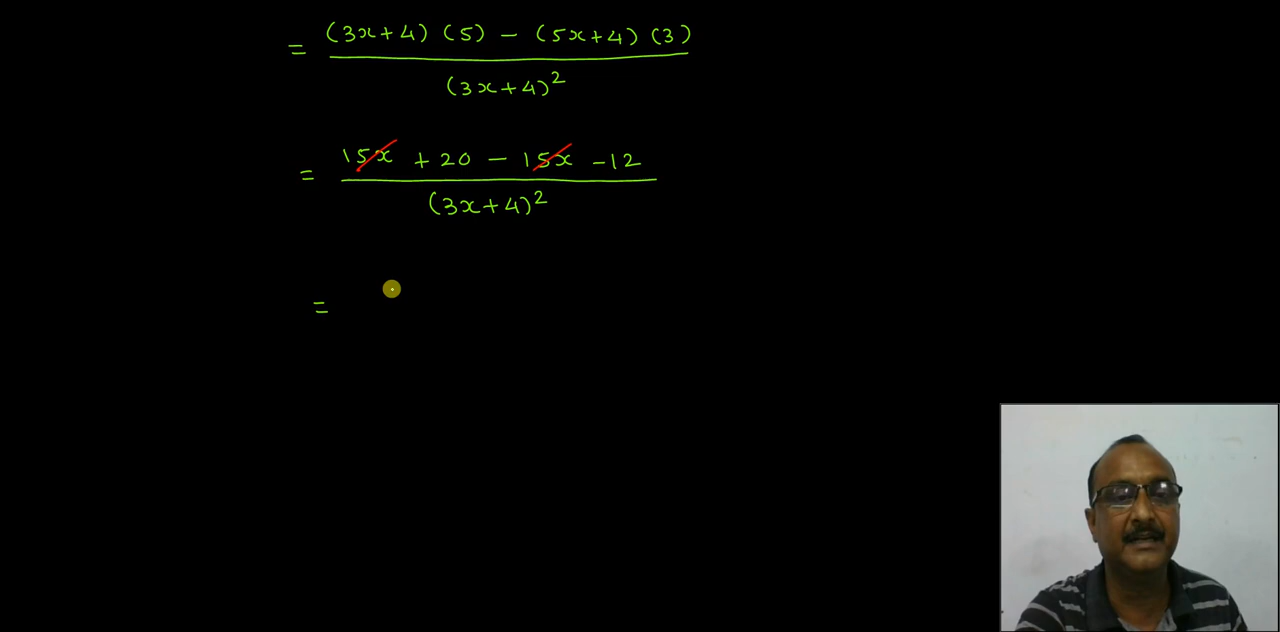 = (3x+4) (5) - (5x+4) (3)
(3x+4)²
= 15x + 20 - 15x - 12
(3x+4)²
=